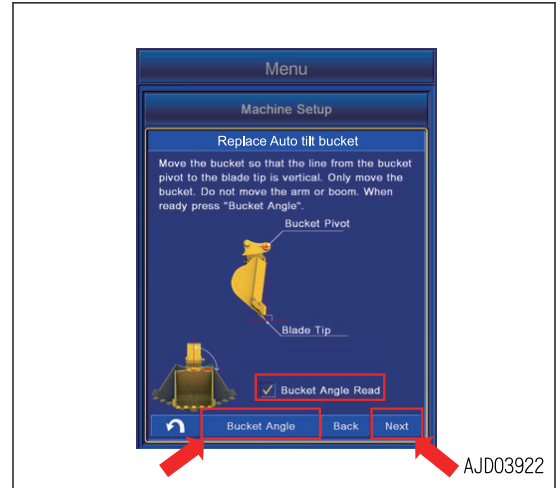 Menu
Machine Setup
Replace Auto tilt bucket
Move the bucket so that the line from the bucket
pivot to the blade tip is vertical. Only move the
bucket. Do not move the arm or boom. When
ready press "Bucket Angle".
Bucket Pivot
Blade Tip
Bucket Angle Read
Bucket Angle
Back
Next
AJD03922